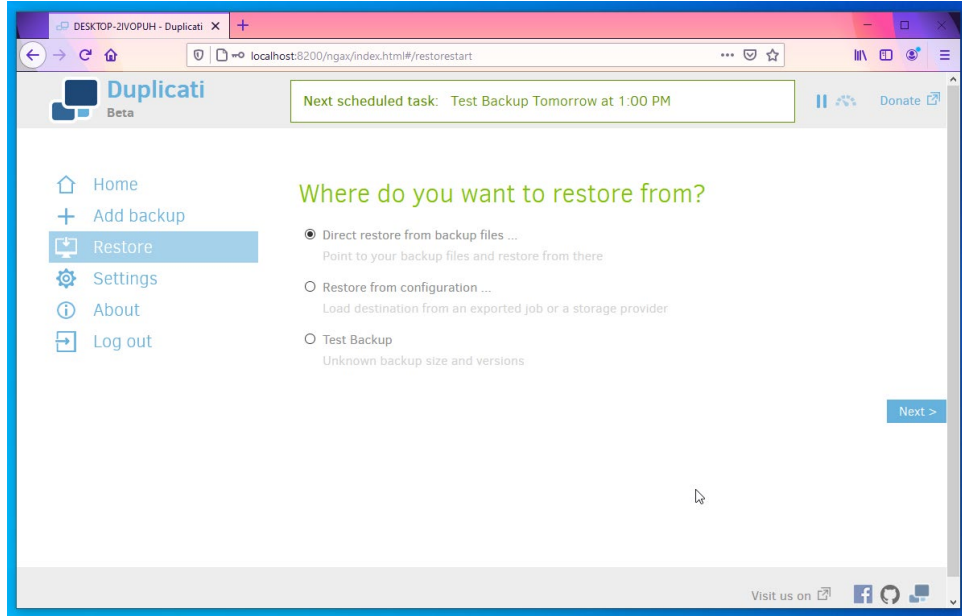 DESKTOP-2IVOPUH - Duplicati
localhost:8200/ngax/index.html#/restorestart
Duplicati
Beta
Next scheduled task: Test Backup Tomorrow at 1:00 PM
Donate
Home
Add backup
Restore
Settings
About
Log out
Where do you want to restore from?
Direct restore from backup files ...
Point to your backup files and restore from there
Restore from configuration ...
Load destination from an exported job or a storage provider
Test Backup
Unknown backup size and versions
Next >
Visit us on